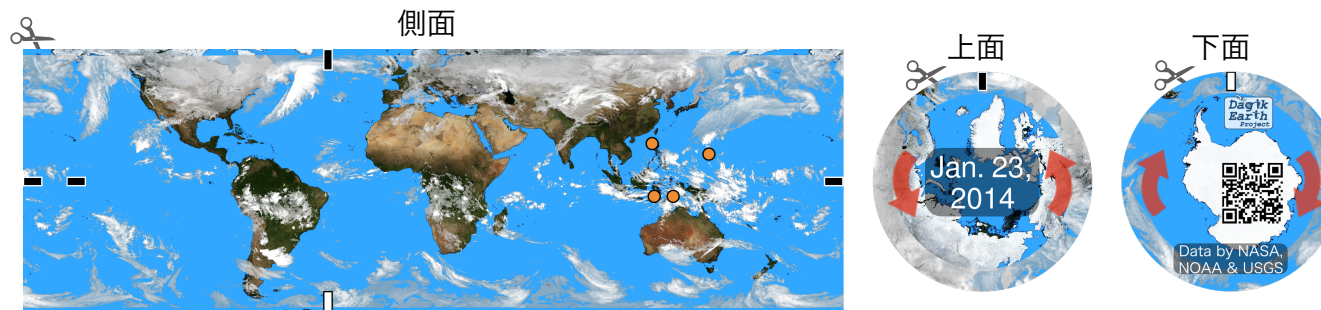 側面
上面
下面
Jan. 23,
2014
Dagik
Earth
Project
Data by NASA,
NOAA & USGS